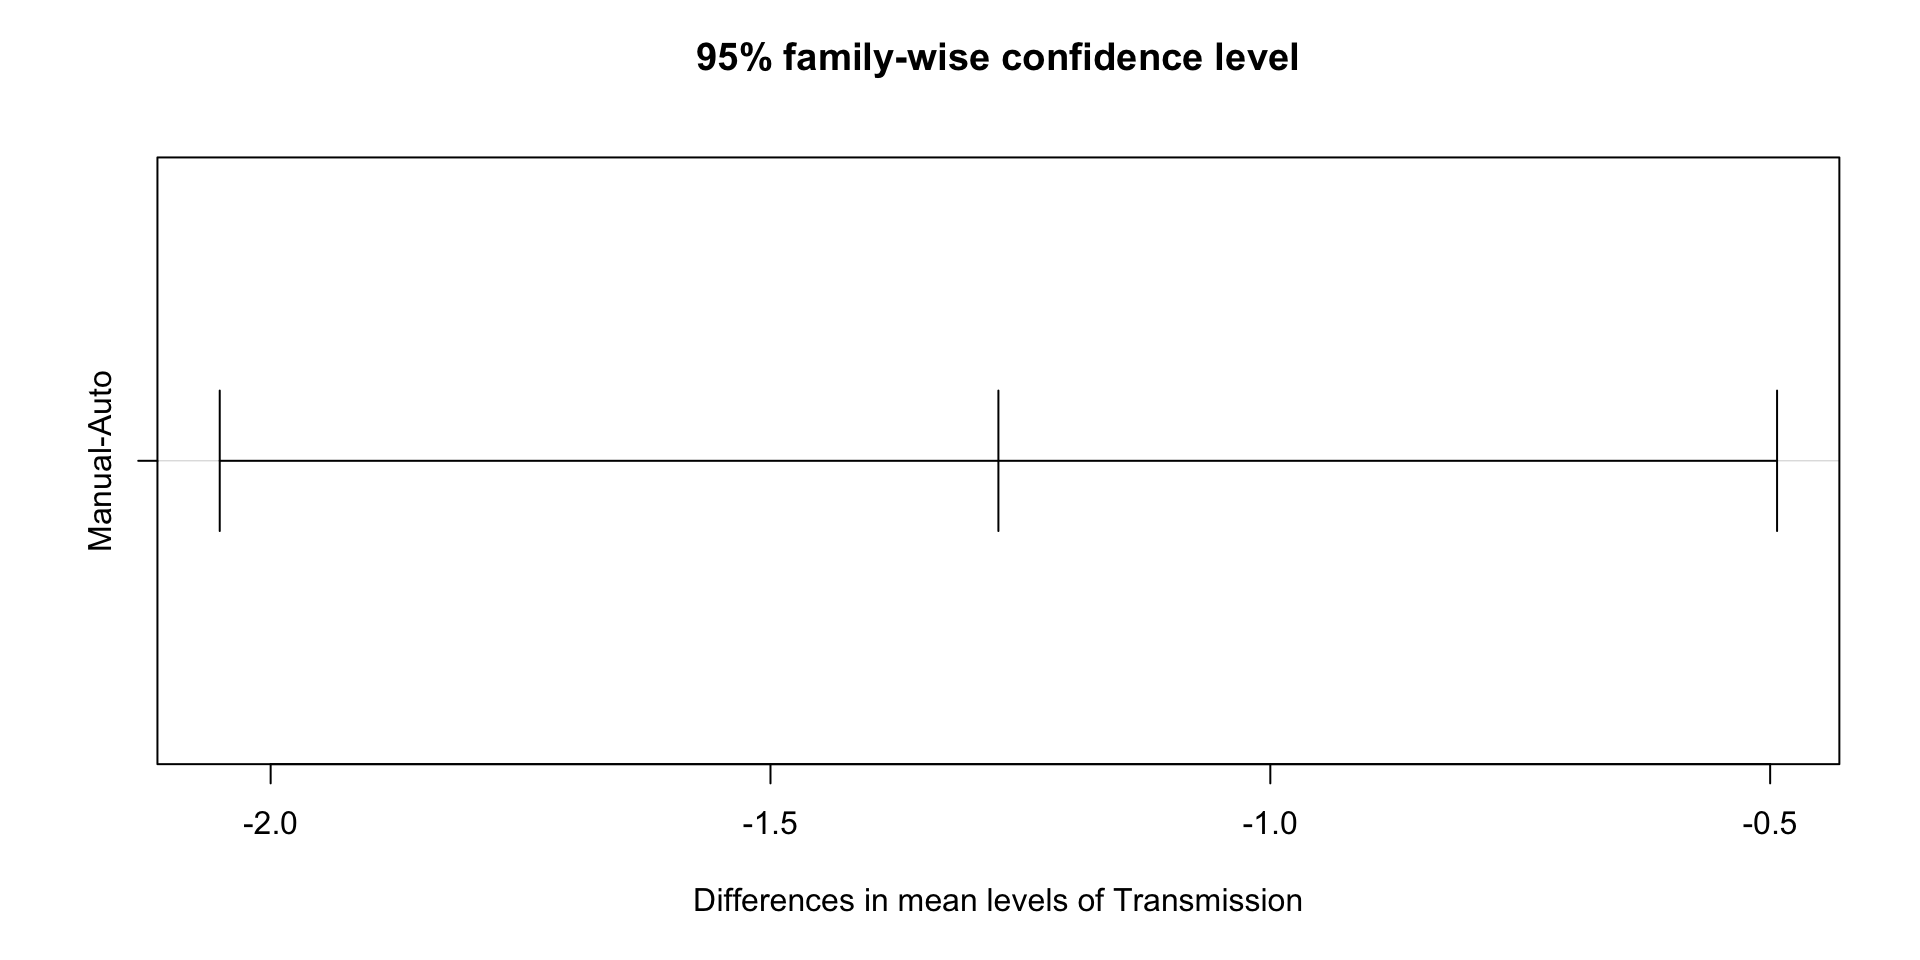 95% family-wise confidence level
Manual-Auto
-2.0 -1.5 -1.0 -0.5
Differences in mean levels of Transmission